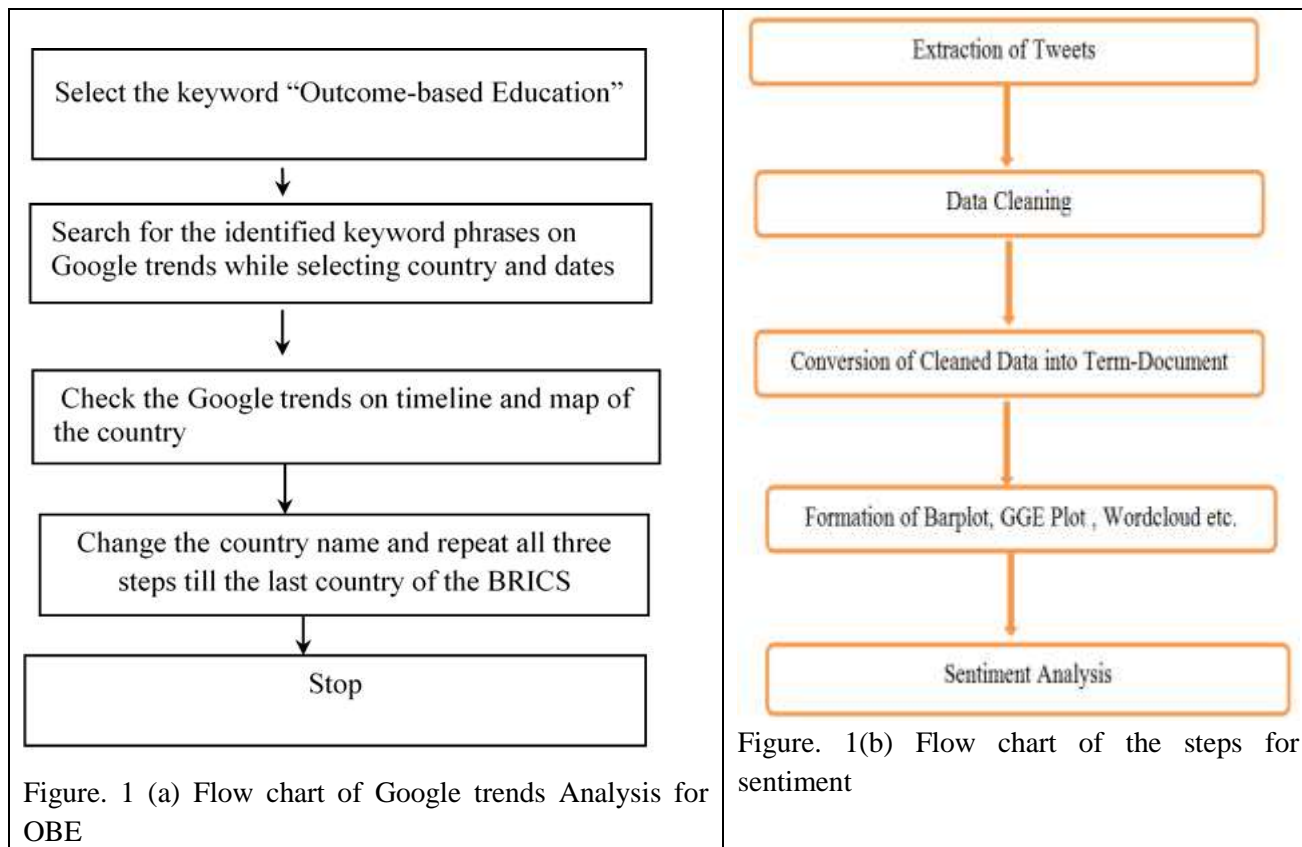 Select the keyword “Outcome-based Education”
Search for the identified keyword phrases on
Google trends while selecting country and dates
Check the Google trends on timeline and map of
the country
Change the country name and repeat all three
steps till the last country of the BRICS
Stop
Figure. 1 (a) Flow chart of Google trends Analysis for
OBE
Extraction of Tweets
Data Cleaning
Conversion of Cleaned Data into Term-Document
Formation of Barplot, GGE Plot , Wordcloud etc.
Sentiment Analysis
Figure. 1(b) Flow chart of the steps for
sentiment